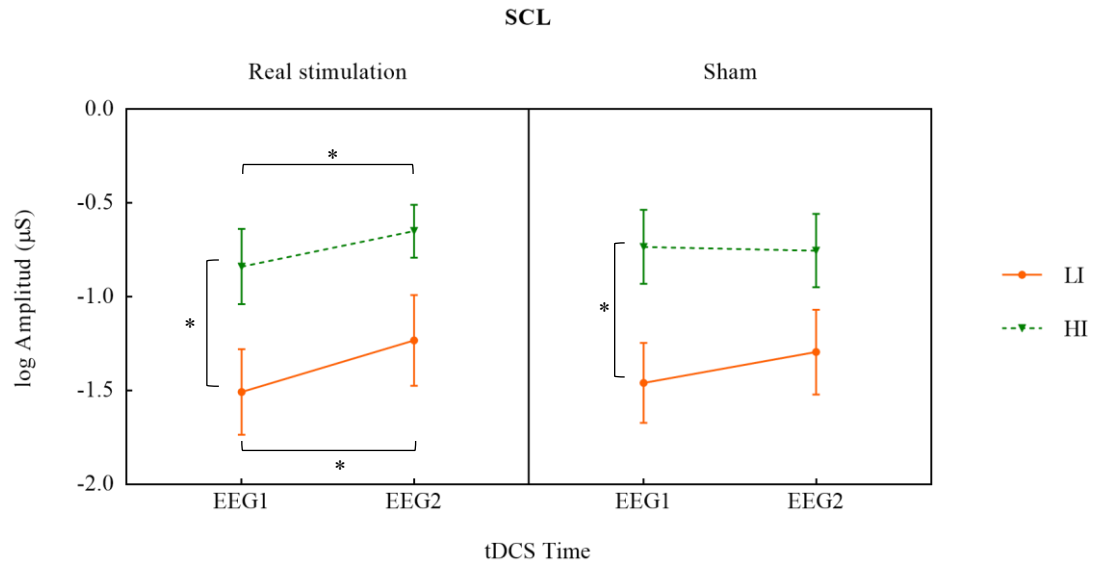 SCL
Real stimulation
Sham
0.0
-0.5
-1.0
-1.5
-2.0
log Amplitud (µS)
*
*
*
*
EEG1 EEG2 EEG1 EEG2
tDCS Time
LI
HI